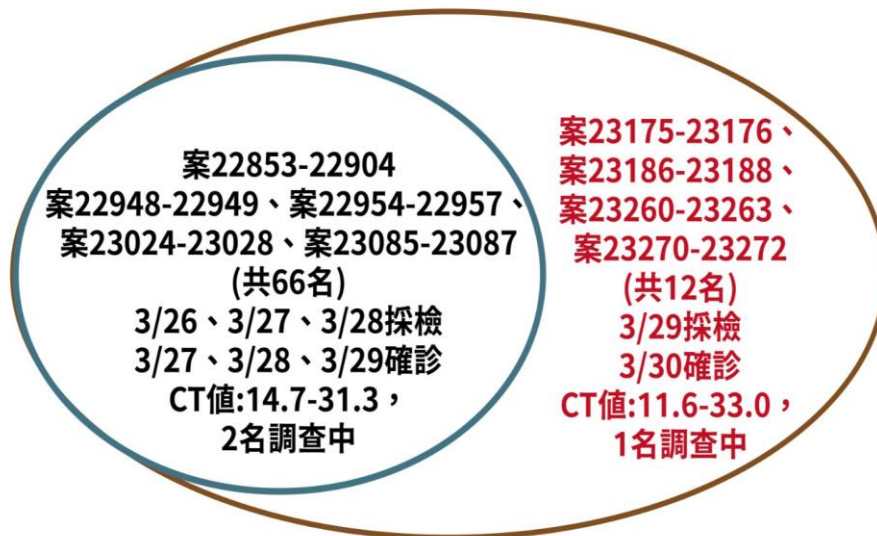 案22853-22904
案22948-22949、案22954-22957、
案23024-23028、案23085-23087
(共66名)
3/26、3/27、3/28採檢
3/27、3/28、3/29確診
CT值:14.7-31.3，
2名調查中
案23175-23176、
案23186-23188、
案23260-23263、
案23270-23272
(共12名)
3/29採檢
3/30確診
CT值:11.6-33.0，
1名調查中